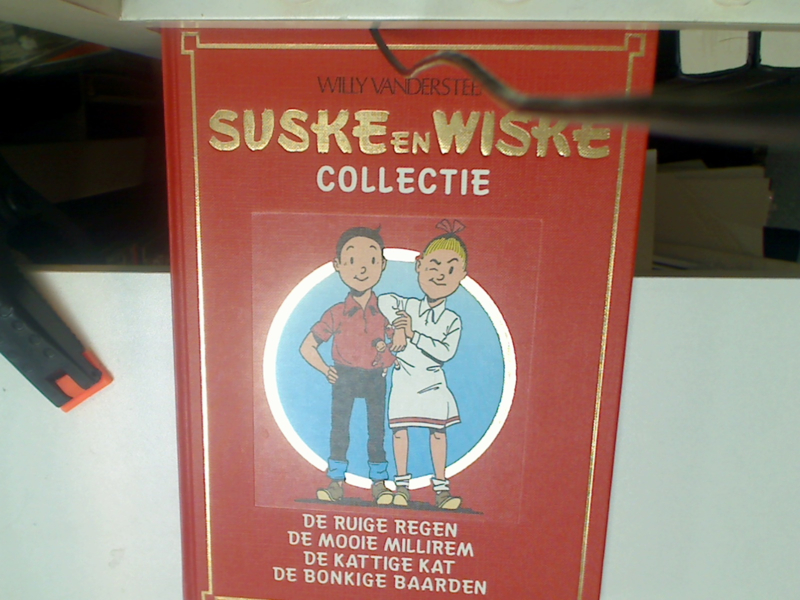 WILLY VANDERSTEE
SUSKE EN WISKE
COLLECTIE
DE RUIGE REGEN
DE MOOIE MILLIREM
DE KATTIGE KAT
DE BONKIGE BAARDEN